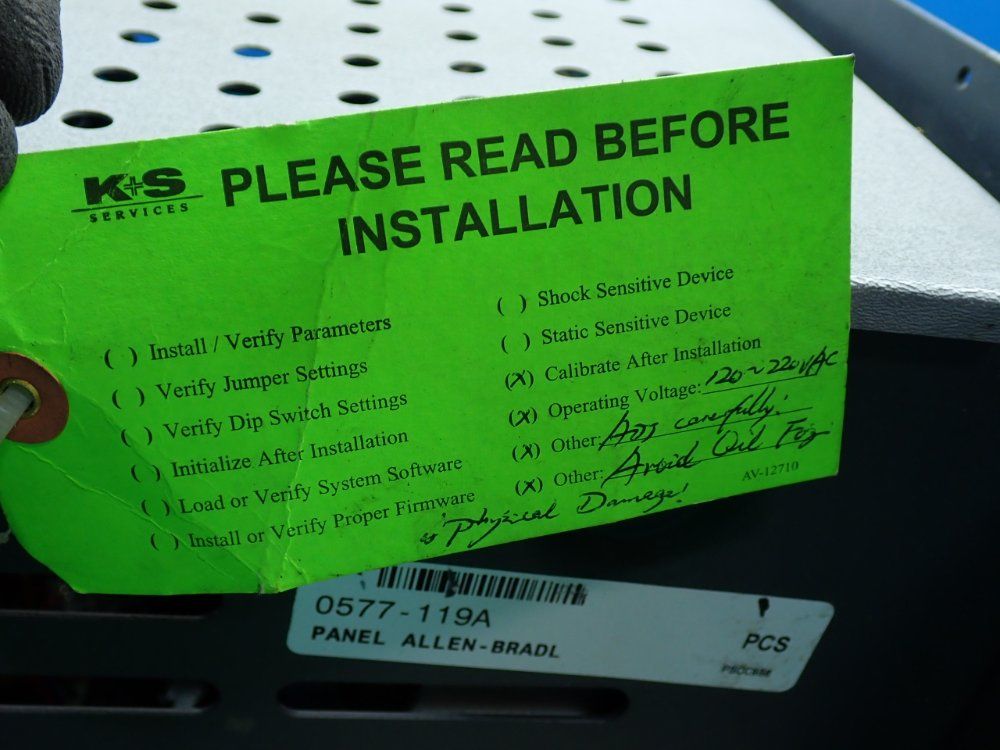 K+S
SERVICES
PLEASE READ BEFORE
INSTALLATION
( ) Install / Verify Parameters
( ) Verify Jumper Settings
( ) Verify Dip Switch Settings
( ) Initialize After Installation
( ) Load or Verify System Software
( ) Install or Verify Proper Firmware
( ) Shock Sensitive Device
( ) Static Sensitive Device
(X) Calibrate After Installation
(X) Operating Voltage: 120~220VAC
(X) Other: carefully!
(X) Other: Avoid Oil Fog
Physical Damage!
AV-12710
0577-119A
PANEL ALLEN-BRADL
PCS